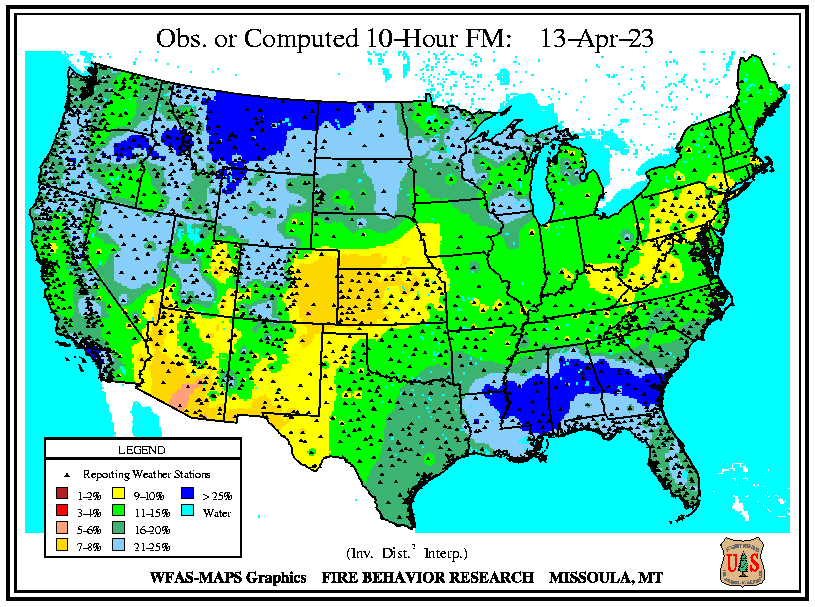 Obs. or Computed 10-Hour FM: 13-Apr-23
LEGEND
Reporting Weather Stations
1-2% 9-10% > 25%
3-4% 11-15% Water
5-6% 16-20%
7-8% 21-25%
(Inv. Dist.² Interp.)
WFAS-MAPS Graphics FIRE BEHAVIOR RESEARCH MISSOULA, MT
U S